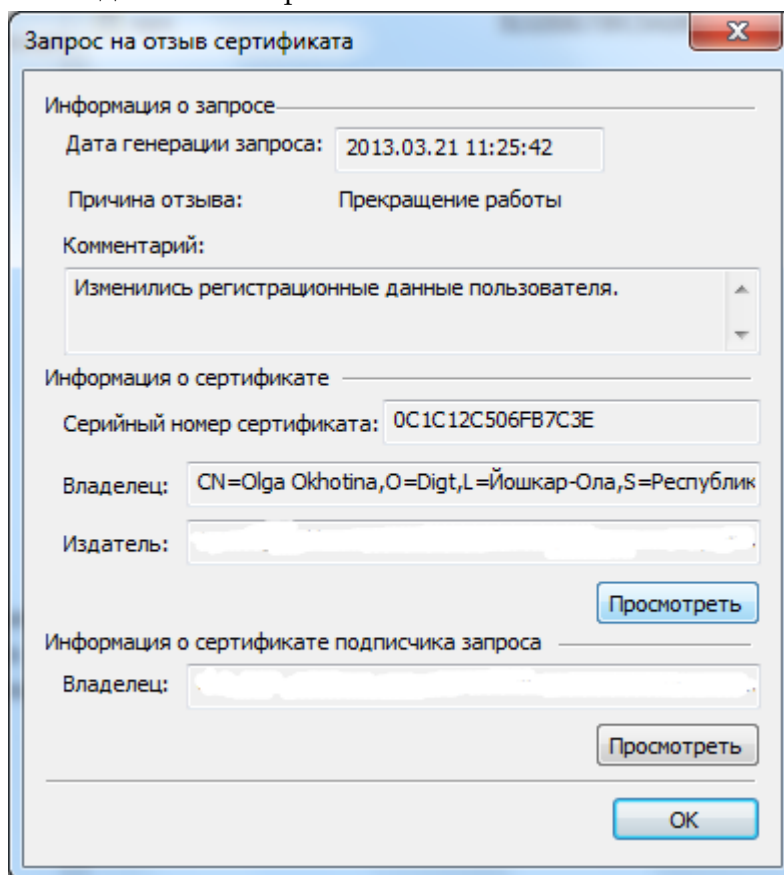 Запрос на отзыв сертификата
Информация о запросе
Дата генерации запроса: 2013.03.21 11:25:42
Причина отзыва: Прекращение работы
Комментарий:
Изменились регистрационные данные пользователя.
Информация о сертификате
Серийный номер сертификата: 0C1C12C506FB7C3E
Владелец: CN=Olga Okhotina,O=Digt,L=Йошкар-Ола,S=Республик
Издатель:
Просмотреть
Информация о сертификате подписчика запроса
Владелец:
Просмотреть
OK